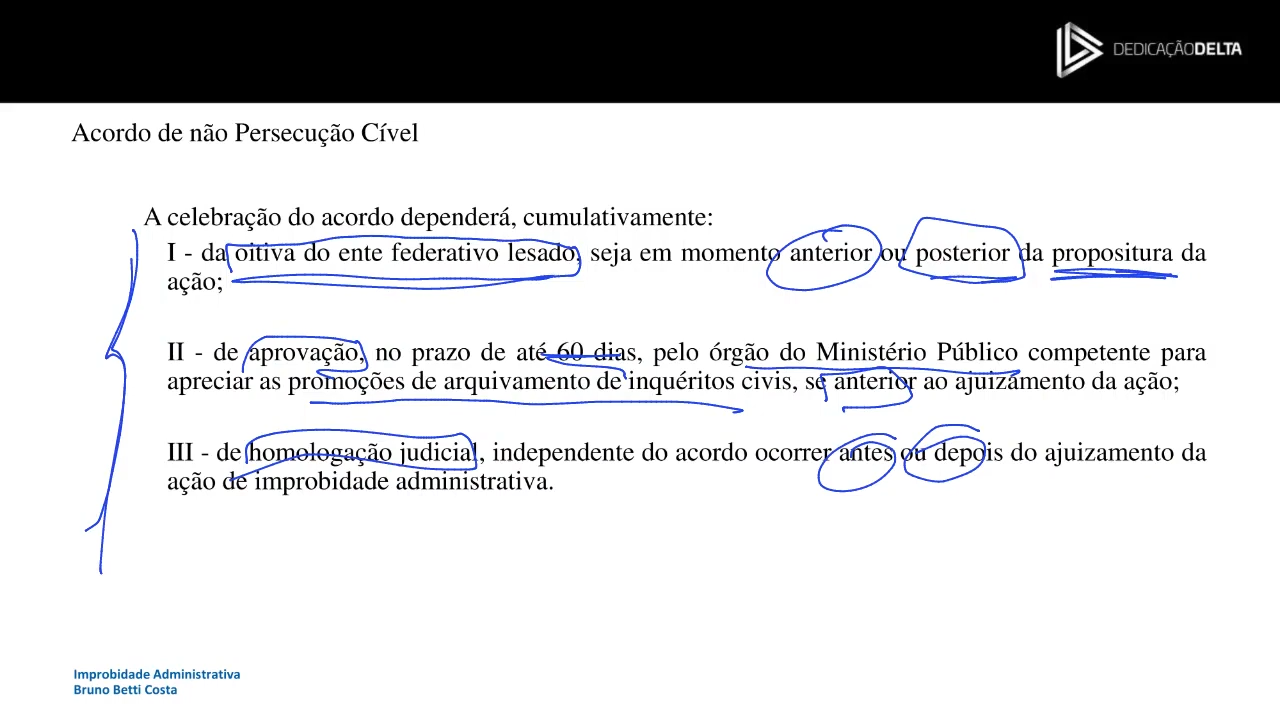 DEDICAÇÃODELTA
Acordo de não Persecução Cível
A celebração do acordo dependerá, cumulativamente:
I - da oitiva do ente federativo lesado, seja em momento anterior ou posterior da propositura da
ação;
II - de aprovação, no prazo de até 60 dias, pelo órgão do Ministério Público competente para
apreciar as promoções de arquivamento de inquéritos civis, se anterior ao ajuizamento da ação;
III - de homologação judicial, independente do acordo ocorrer antes ou depois do ajuizamento da
ação de improbidade administrativa.
Improbidade Administrativa
Bruno Betti Costa